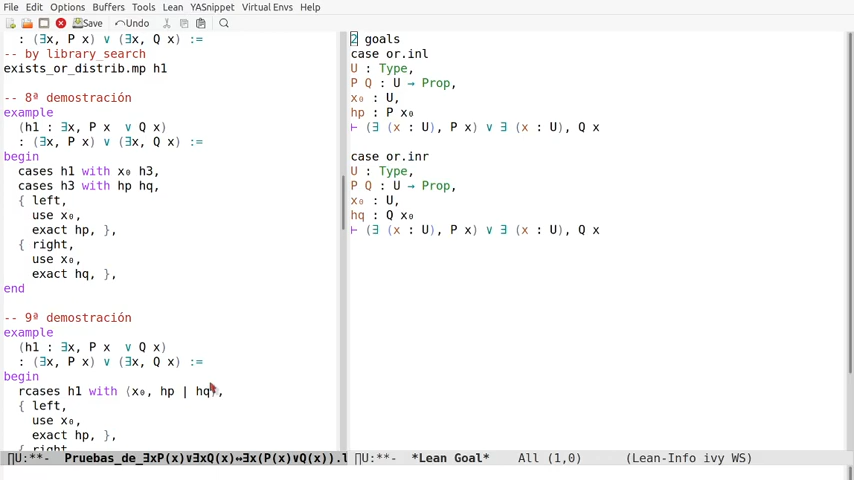 File Edit Options Buffers Tools Lean YASnippet Virtual Envs Help
Save Undo
: (∃x, P x) ∨ (∃x, Q x) :=
-- by library_search
exists_or_distrib.mp h1
-- 8ª demostración
example
(h1 : ∃x, P x ∨ Q x)
: (∃x, P x) ∨ (∃x, Q x) :=
begin
cases h1 with x₀ h3,
cases h3 with hp hq,
{ left,
use x₀,
exact hp, },
{ right,
use x₀,
exact hq, },
end
-- 9ª demostración
example
(h1 : ∃x, P x ∨ Q x)
: (∃x, P x) ∨ (∃x, Q x) :=
begin
rcases h1 with ⟨x₀, hp | hq⟩,
{ left,
use x₀,
exact hp, },
{ right,
2 goals
case or.inl
U : Type,
P Q : U → Prop,
x₀ : U,
hp : P x₀
⊢ (∃ (x : U), P x) ∨ ∃ (x : U), Q x
case or.inr
U : Type,
P Q : U → Prop,
x₀ : U,
hq : Q x₀
⊢ (∃ (x : U), P x) ∨ ∃ (x : U), Q x
∏U:**- Pruebas_de_∃xP(x)∨∃xQ(x)↔∃x(P(x)∨Q(x)).l
∏U:**- *Lean Goal* All (1,0) (Lean-Info ivy WS)